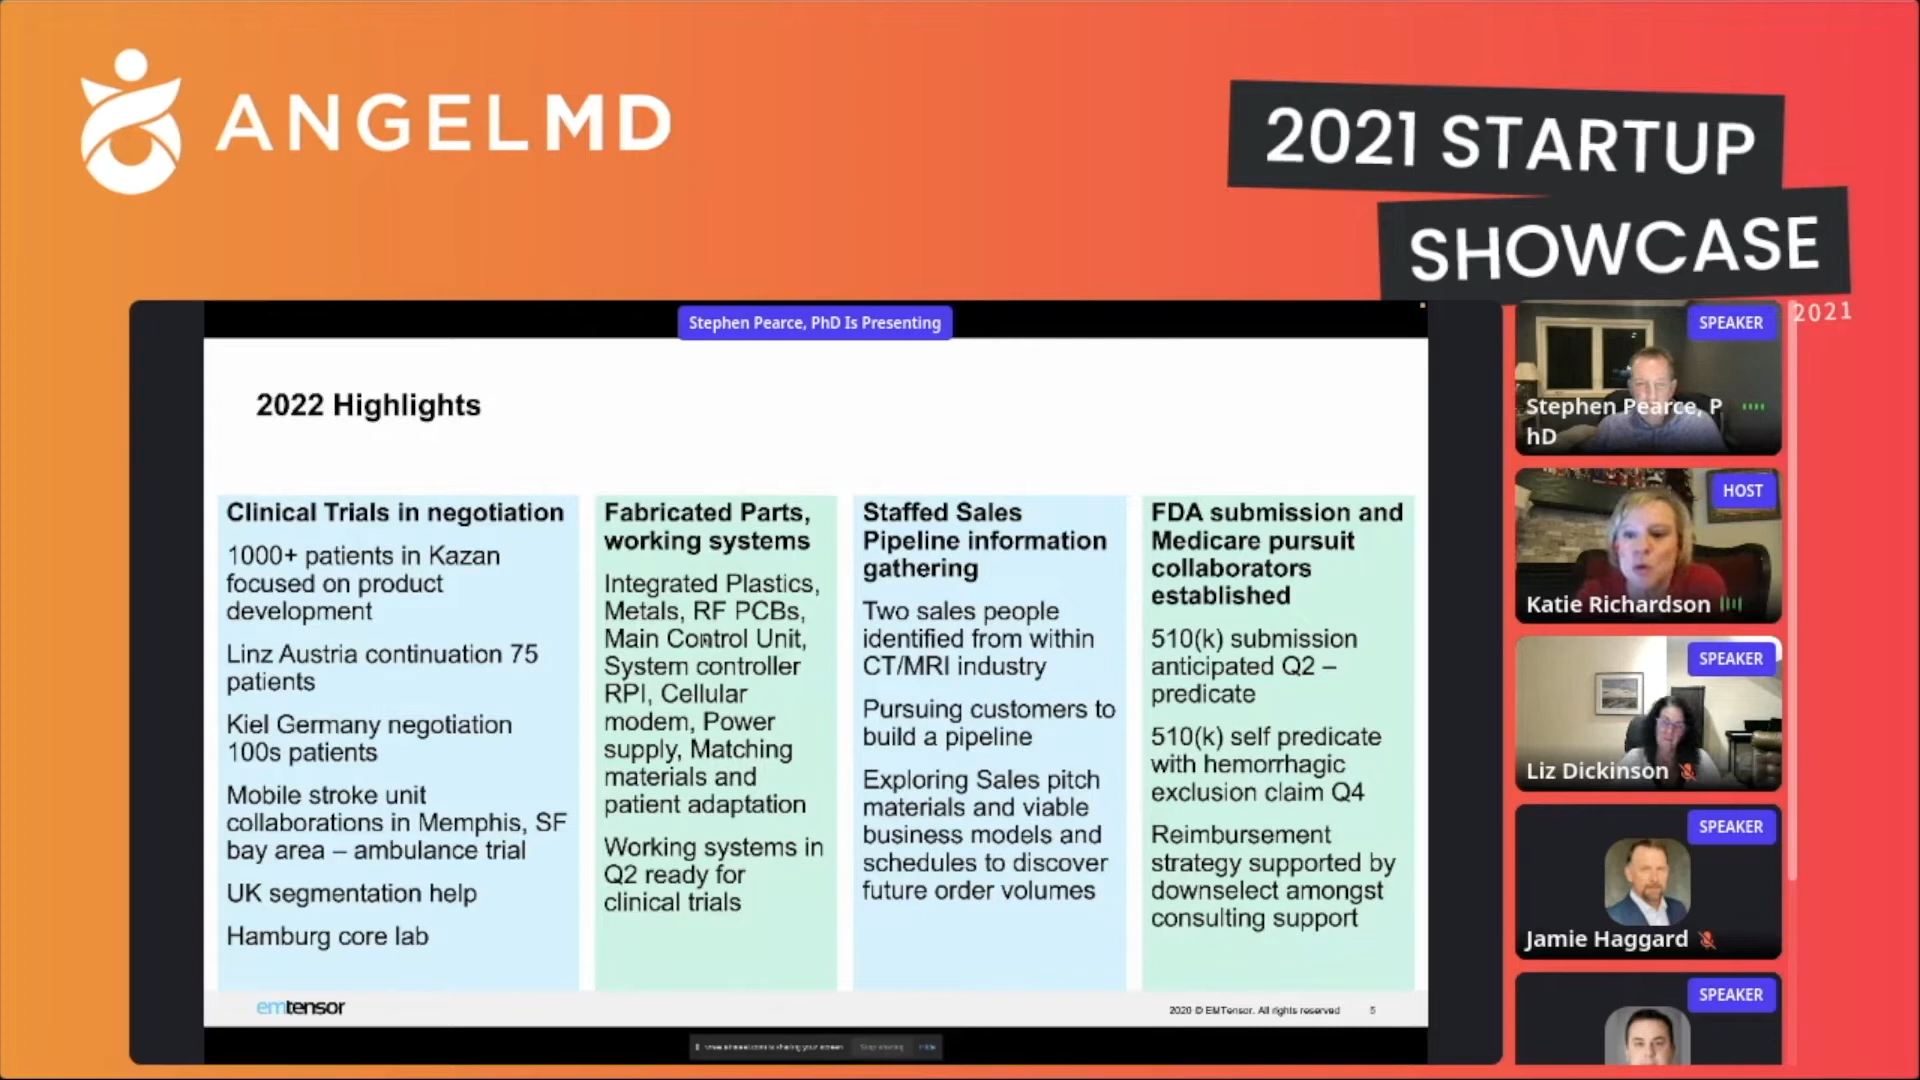 ANGELMD
2021 STARTUP
SHOWCASE
2021
Stephen Pearce, PhD Is Presenting
2022 Highlights
Clinical Trials in negotiation
1000+ patients in Kazan
focused on product
development
Linz Austria continuation 75
patients
Kiel Germany negotiation
100s patients
Mobile stroke unit
collaborations in Memphis, SF
bay area – ambulance trial
UK segmentation help
Hamburg core lab
Fabricated Parts,
working systems
Integrated Plastics,
Metals, RF PCBs,
Main Control Unit,
System controller
RPI, Cellular
modem, Power
supply, Matching
materials and
patient adaptation
Working systems in
Q2 ready for
clinical trials
Staffed Sales
Pipeline information
gathering
Two sales people
identified from within
CT/MRI industry
Pursuing customers to
build a pipeline
Exploring Sales pitch
materials and viable
business models and
schedules to discover
future order volumes
FDA submission and
Medicare pursuit
collaborators
established
510(k) submission
anticipated Q2 –
predicate
510(k) self predicate
with hemorrhagic
exclusion claim Q4
Reimbursement
strategy supported by
downselect amongst
consulting support
emtensor
2020 © EMTensor. All rights reserved
5
is sharing your screen
Stop sharing
Hide
SPEAKER
Stephen Pearce, P
hD
HOST
Katie Richardson
SPEAKER
Liz Dickinson
SPEAKER
Jamie Haggard
SPEAKER